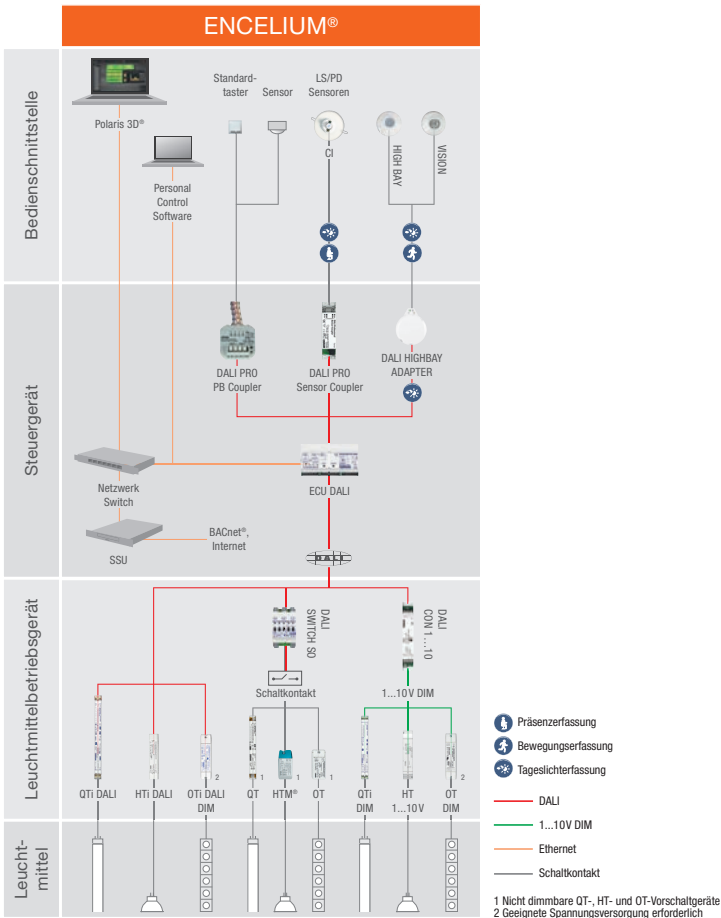 ENCELIUM®
Bedienschnittstelle
Polaris 3D®
Personal
Control
Software
Standard-
taster
Sensor
LS/PD
Sensoren
CI
HIGH BAY
VISION
Steuergerät
DALI PRO
PB Coupler
DALI PRO
Sensor Coupler
DALI HIGHBAY
ADAPTER
Netzwerk
Switch
ECU DALI
SSU
BACnet®,
Internet
DALI
Leuchtmittelbetriebsgerät
DALI
SWITCH SO
DALI
CON 1...10
Schaltkontakt
1...10 V DIM
2
1
1
1
2
QTi DALI
HTi DALI
OTi DALI
DIM
QT
HTM®
OT
QTi
DIM
HT
1...10 V
OT
DIM
Leucht-
mittel
Präsenzerfassung
Bewegungserfassung
Tageslichterfassung
DALI
1...10V DIM
Ethernet
Schaltkontakt
1 Nicht dimmbare QT-, HT- und OT-Vorschaltgeräte
2 Geeignete Spannungsversorgung erforderlich